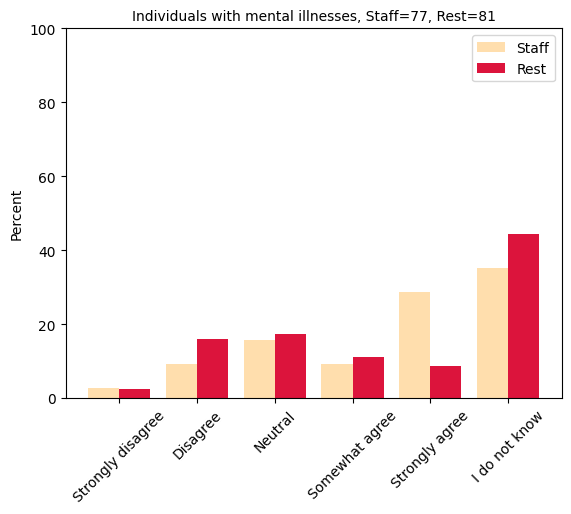 Individuals with mental illnesses, Staff=77, Rest=81
100
80
60
40
20
0
Percent
Staff
Rest
Strongly disagree
Disagree
Neutral
Somewhat agree
Strongly agree
I do not know